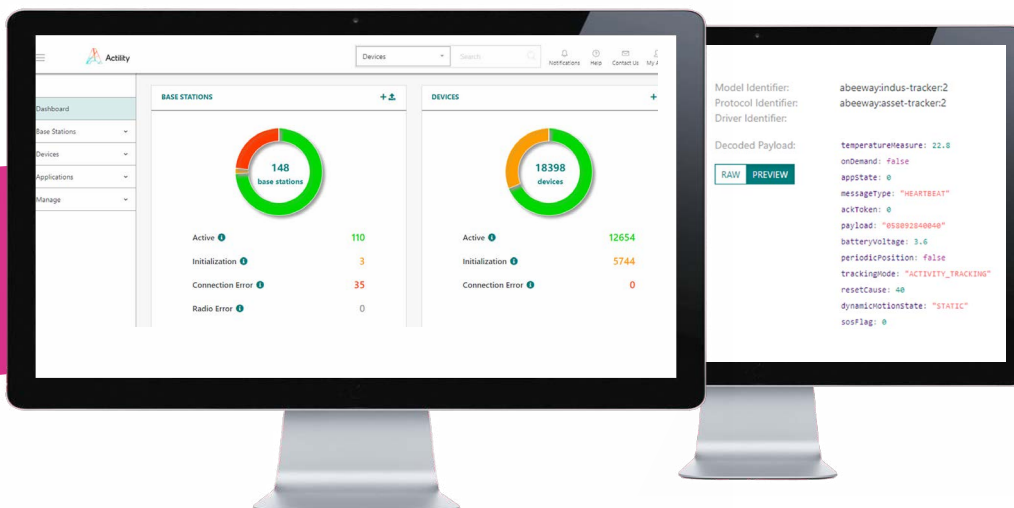 Actility
Devices
Search
Notifications
Help
Contact Us
Dashboard
Base Stations
Devices
Applications
Manage
BASE STATIONS
148
base stations
Active 110
Initialization 3
Connection Error 35
Radio Error 0
DEVICES
18398
devices
Active 12654
Initialization 5744
Connection Error 0
Model Identifier: abeeway:indus-tracker:2
Protocol Identifier: abeeway:asset-tracker:2
Driver Identifier:
Decoded Payload:
RAW PREVIEW
temperatureMeasure: 22.8
onDemand: false
appState: 0
messageType: "HEARTBEAT"
ackToken: 0
payload: "058092840040"
batteryVoltage: 3.6
periodicPosition: false
trackingMode: "ACTIVITY_TRACKING"
resetCause: 40
dynamicMotionState: "STATIC"
sosFlag: 0